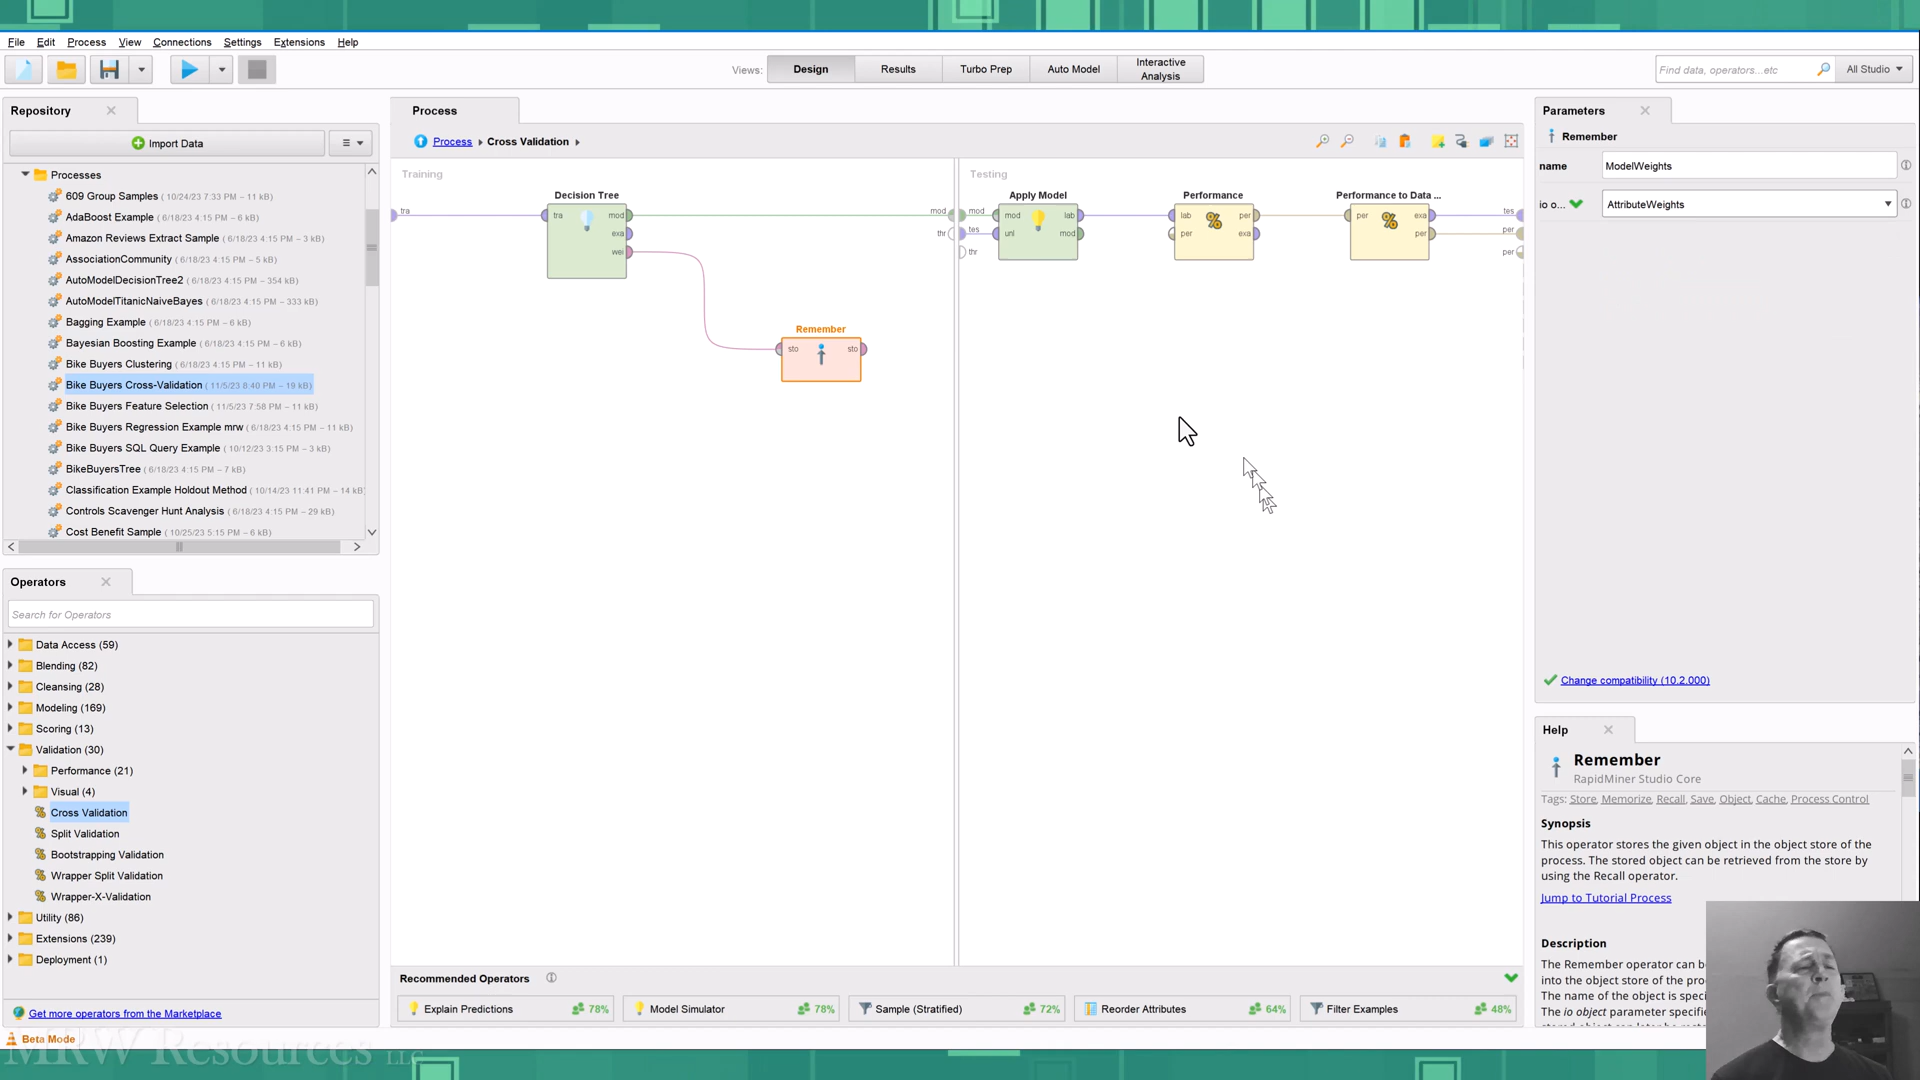 File Edit Process View Connections Settings Extensions Help
Views: Design Results Turbo Prep Auto Model Interactive Analysis
Find data, operators...etc All Studio
Repository
Import Data
Processes
609 Group Samples (10/24/23 7:33 PM – 11 kB)
AdaBoost Example (6/18/23 4:15 PM – 6 kB)
Amazon Reviews Extract Sample (6/18/23 4:15 PM – 3 kB)
AssociationCommunity (6/18/23 4:15 PM – 5 kB)
AutoModelDecisionTree2 (6/18/23 4:15 PM – 354 kB)
AutoModelTitanicNaiveBayes (6/18/23 4:15 PM – 333 kB)
Bagging Example (6/18/23 4:15 PM – 6 kB)
Bayesian Boosting Example (6/18/23 4:15 PM – 6 kB)
Bike Buyers Clustering (6/18/23 4:15 PM – 11 kB)
Bike Buyers Cross-Validation (11/5/23 8:40 PM – 19 kB)
Bike Buyers Feature Selection (11/5/23 7:58 PM – 11 kB)
Bike Buyers Regression Example mrw (6/18/23 4:15 PM – 11 kB)
Bike Buyers SQL Query Example (10/12/23 3:15 PM – 3 kB)
BikeBuyersTree (6/18/23 4:15 PM – 7 kB)
Classification Example Holdout Method (10/14/23 11:41 PM – 14 kB)
Controls Scavenger Hunt Analysis (6/18/23 4:15 PM – 29 kB)
Cost Benefit Sample (10/25/23 5:15 PM – 6 kB)
Operators
Search for Operators
Data Access (59)
Blending (82)
Cleansing (28)
Modeling (169)
Scoring (13)
Validation (30)
Performance (21)
Visual (4)
Cross Validation
Split Validation
Bootstrapping Validation
Wrapper Split Validation
Wrapper-X-Validation
Utility (86)
Extensions (239)
Deployment (1)
Get more operators from the Marketplace
Beta Mode
MRW Resources LLC
Process
Process Cross Validation
Training
tra
Decision Tree
tra mod
exa
wei
Remember
sto sto
mod
thr
Testing
mod
tes
thr
Apply Model
mod lab
unl mod
Performance
lab per
per exa
Performance to Data ...
per exa
per
tes
per
per
Recommended Operators
Explain Predictions 78%
Model Simulator 78%
Sample (Stratified) 72%
Reorder Attributes 64%
Filter Examples 48%
Parameters
Remember
name ModelWeights
io o... AttributeWeights
Change compatibility (10.2.000)
Help
Remember
RapidMiner Studio Core
Tags: Store, Memorize, Recall, Save, Object, Cache, Process Control
Synopsis
This operator stores the given object in the object store of the
process. The stored object can be retrieved from the store by
using the Recall operator.
Jump to Tutorial Process
Description
The Remember operator can be
into the object store of the pro
The name of the object is speci
The io object parameter specifie